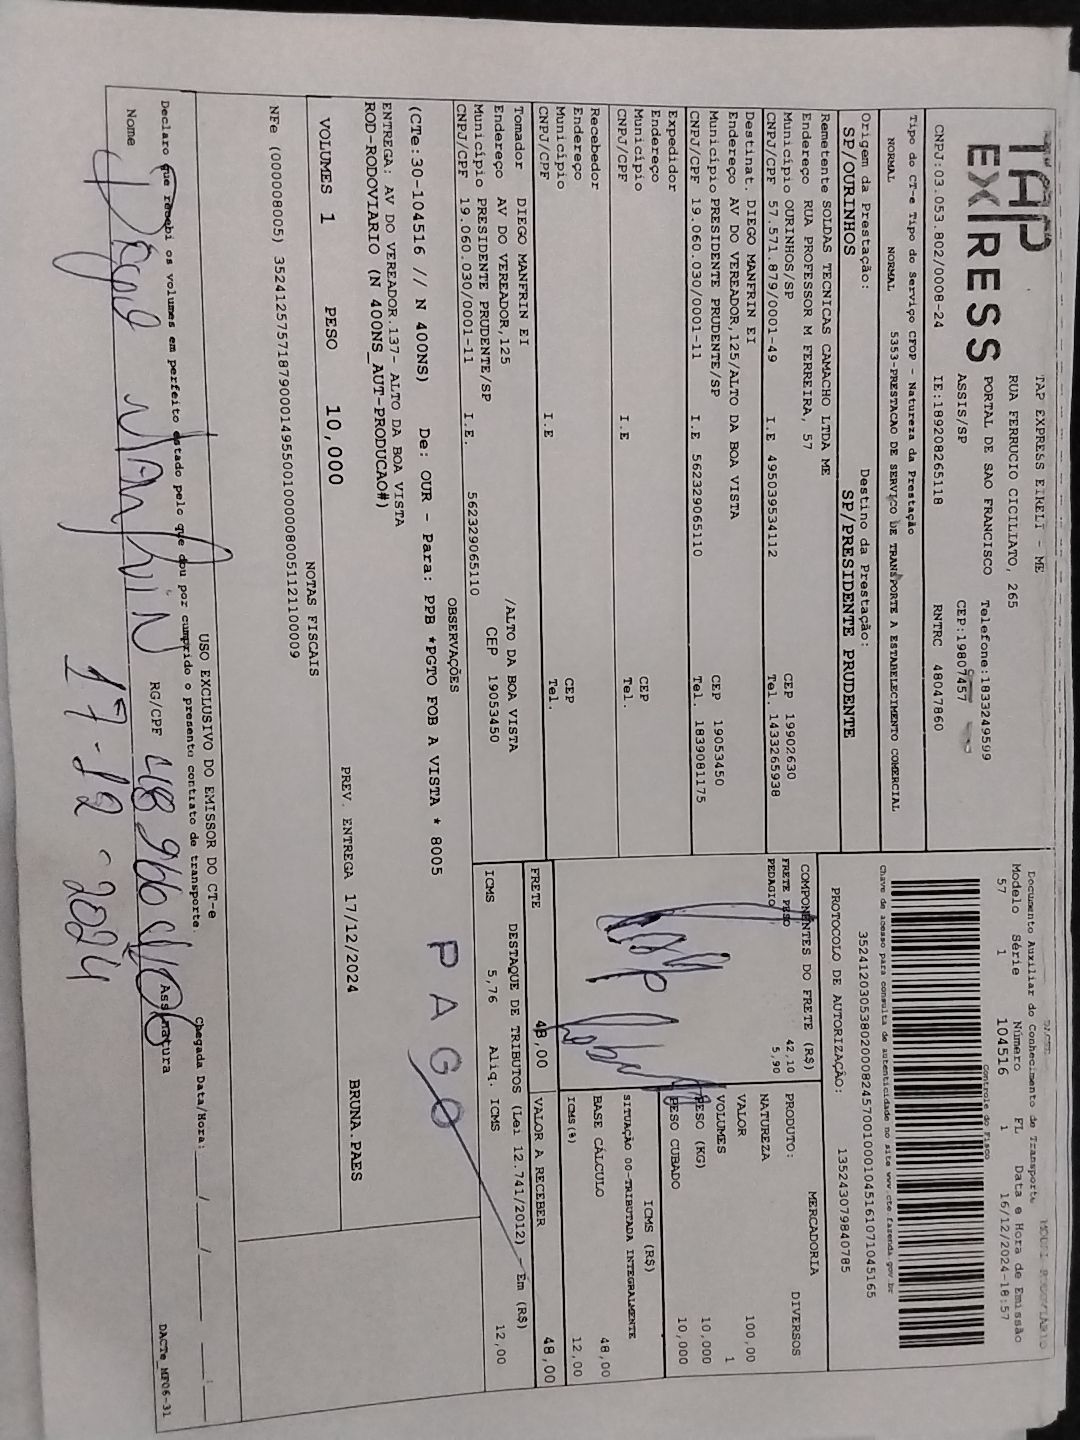 TAP
EXPRESS
TAP EXPRESS EIRELI - ME
RUA FERRUCIO CICILIATO, 265
PORTAL DE SAO FRANCISCO Telefone:1833249599
ASSIS/SP CEP:19807457
CNPJ:03.053.802/0008-24 IE:189208265118 RNTRC 48047860
Tipo do CT-e Tipo do Serviço CFOP - Natureza da Prestação
NORMAL NORMAL 5353-PRESTACAO DE SERVIÇO DE TRANSPORTE A ESTABELECIMENTO COMERCIAL
Origem da Prestação: Destino da Prestação:
SP/OURINHOS SP/PRESIDENTE PRUDENTE
Remetente SOLDAS TECNICAS CAMACHO LTDA ME
Endereço RUA PROFESSOR M FERREIRA, 57
Município OURINHOS/SP CEP 19902630
CNPJ/CPF 57.571.879/0001-49 I.E 495039534112 Tel. 1433265938
Destinat. DIEGO MANFRIN EI
Endereço AV DO VEREADOR,125/ALTO DA BOA VISTA
Município PRESIDENTE PRUDENTE/SP CEP 19053450
CNPJ/CPF 19.060.030/0001-11 I.E 562329065110 Tel. 1839081175
Expedidor
Endereço
Município CEP
CNPJ/CPF I.E Tel.
Recebedor
Endereço
Município CEP
CNPJ/CPF I.E Tel.
Tomador DIEGO MANFRIN EI
Endereço AV DO VEREADOR,125 /ALTO DA BOA VISTA
Município PRESIDENTE PRUDENTE/SP CEP 19053450
CNPJ/CPF 19.060.030/0001-11 I.E. 562329065110
Documento Auxiliar do Conhecimento de Transporte
Modelo Série Número FL Data e Hora de Emissão
57 1 104516 1 16/12/2024-18:57
Controle do Fisco
Chave de acesso para consulta de autenticidade no site www.cte.fazenda.gov.br
35241203053802000824570010001045161071045165
PROTOCOLO DE AUTORIZAÇÃO: 135243079840785
COMPONENTES DO FRETE (R$)
FRETE PESO 42,10
PEDAGIO 5,90
MERCADORIA
PRODUTO: DIVERSOS
NATUREZA
VALOR 100,00
VOLUMES 1
PESO (KG) 10,000
PESO CUBADO 10,000
ICMS (R$)
SITUAÇÃO 00-TRIBUTADA INTEGRALMENTE
BASE CÁLCULO 48,00
ICMS(%) 12,00
FRETE 48,00 VALOR A RECEBER 48,00
DESTAQUE DE TRIBUTOS (Lei 12.741/2012) - Em (R$)
ICMS 5,76 Aliq. ICMS 12,00
OBSERVAÇÕES
(CTe:30-104516 // N 400NS) De: OUR - Para: PPB *PGTO FOB A VISTA * 8005
PAGO
ENTREGA: AV DO VEREADOR.137- ALTO DA BOA VISTA
ROD-RODOVIARIO (N 400NS_AUT-PRODUCAO#)
VOLUMES 1 PESO 10,000 PREV. ENTREGA 17/12/2024 BRUNA.PAES
NOTAS FISCAIS
NFe (000008005) 35241257571879000149550010000080051121100009
USO EXCLUSIVO DO EMISSOR DO CT-e
Declaro que recebi os volumes em perfeito estado pelo que dou por cumprido o presente contrato de transporte. Chegada Data/Hora: / / :
Nome Diego Manfrin RG/CPF Assinatura
17-12-2024
DACTe_MF06-31